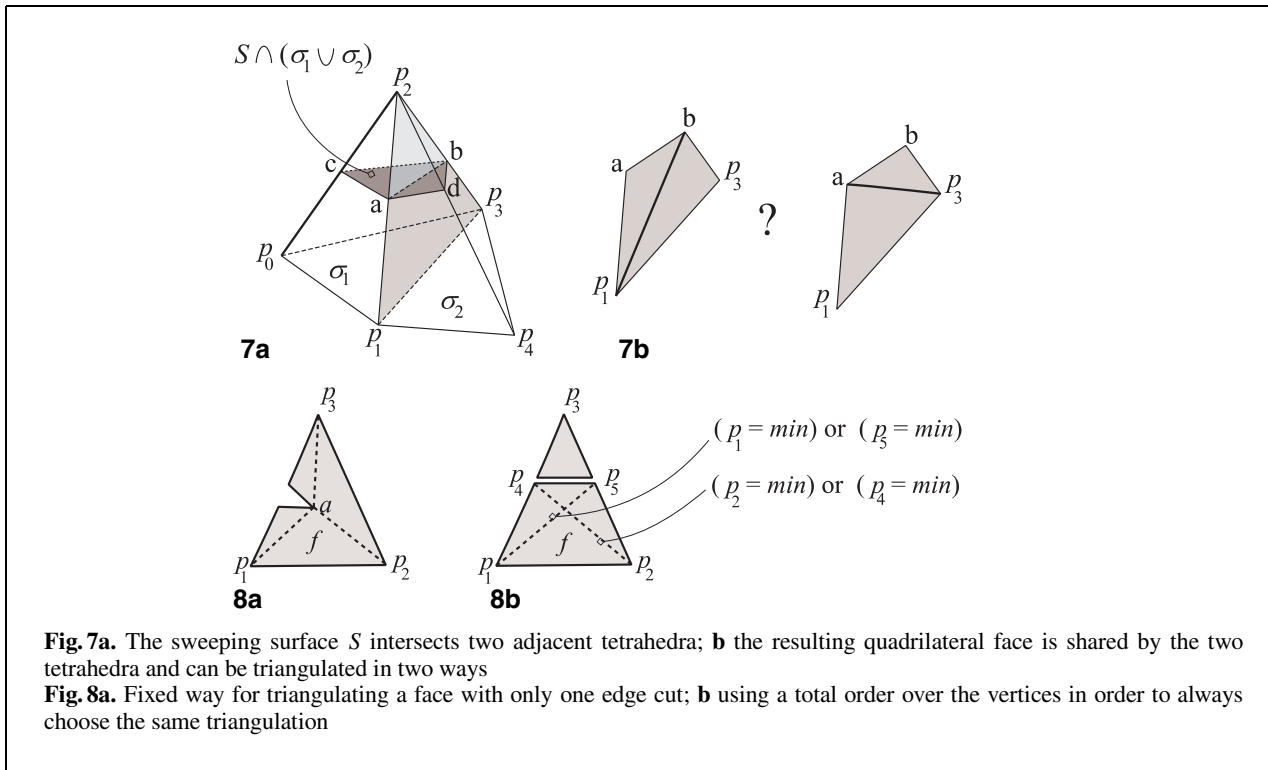 S ∩ (σ₁ ∪ σ₂)
p₂
c
b
a
d
p₃
p₀
σ₁
σ₂
p₁
p₄
7a
b
a
p₃
p₁
?
b
a
p₃
p₁
7b
p₃
a
f
p₁
p₂
8a
p₃
p₄
p₅
f
p₁
p₂
8b
( p₁ = min) or ( p₅ = min)
( p₂ = min) or ( p₄ = min)
Fig. 7a. The sweeping surface S intersects two adjacent tetrahedra; b the resulting quadrilateral face is shared by the two
tetrahedra and can be triangulated in two ways
Fig. 8a. Fixed way for triangulating a face with only one edge cut; b using a total order over the vertices in order to always
choose the same triangulation